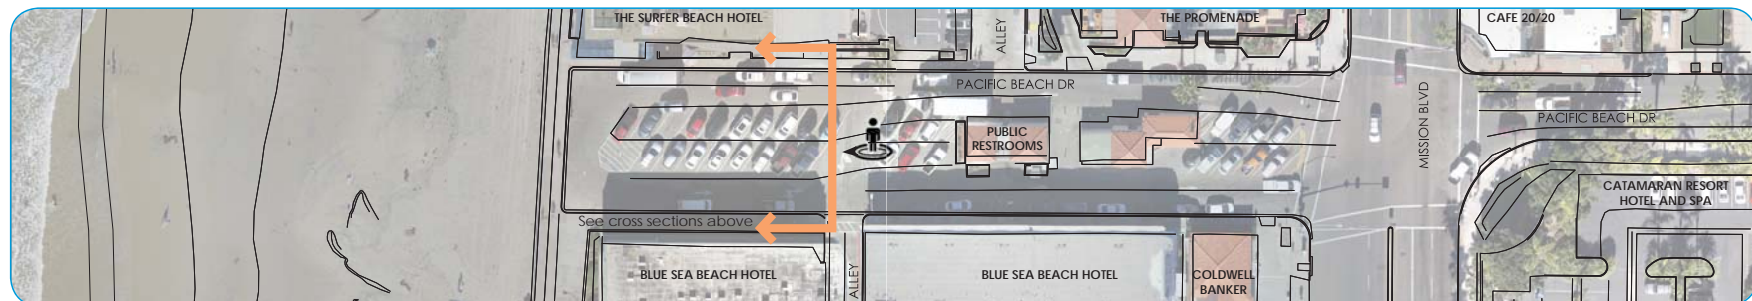 THE SURFER BEACH HOTEL
ALLEY
THE PROMENADE
CAFE 20/20
PACIFIC BEACH DR
MISSION BLVD
PACIFIC BEACH DR
PUBLIC
RESTROOMS
CATAMARAN RESORT
HOTEL AND SPA
See cross sections above
BLUE SEA BEACH HOTEL
ALLEY
BLUE SEA BEACH HOTEL
COLDWELL
BANKER